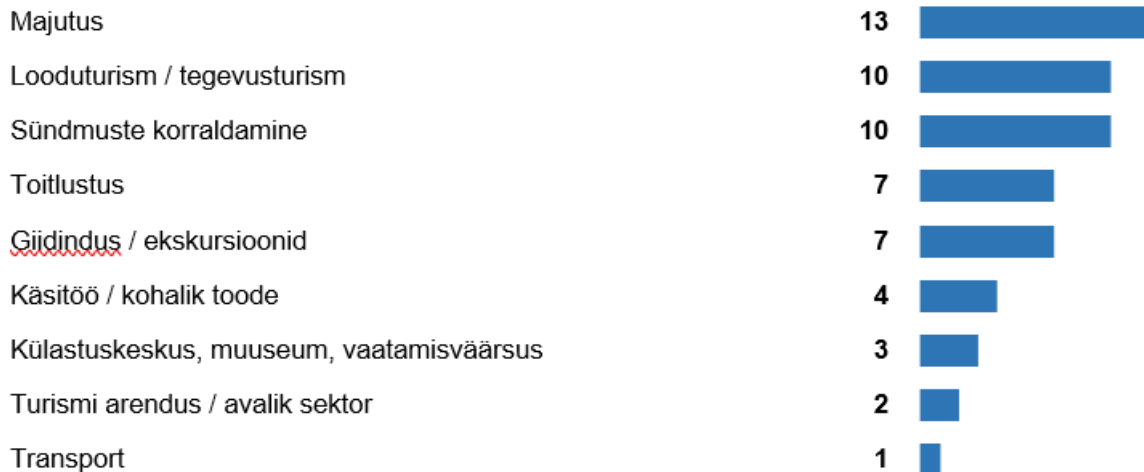 Majutus 13
Looduturism / tegevusturism 10
Sündmuste korraldamine 10
Toitlustus 7
Giidindus / ekskursioonid 7
Käsitöö / kohalik toode 4
Külastuskeskus, muuseum, vaatamisväärsus 3
Turismi arendus / avalik sektor 2
Transport 1